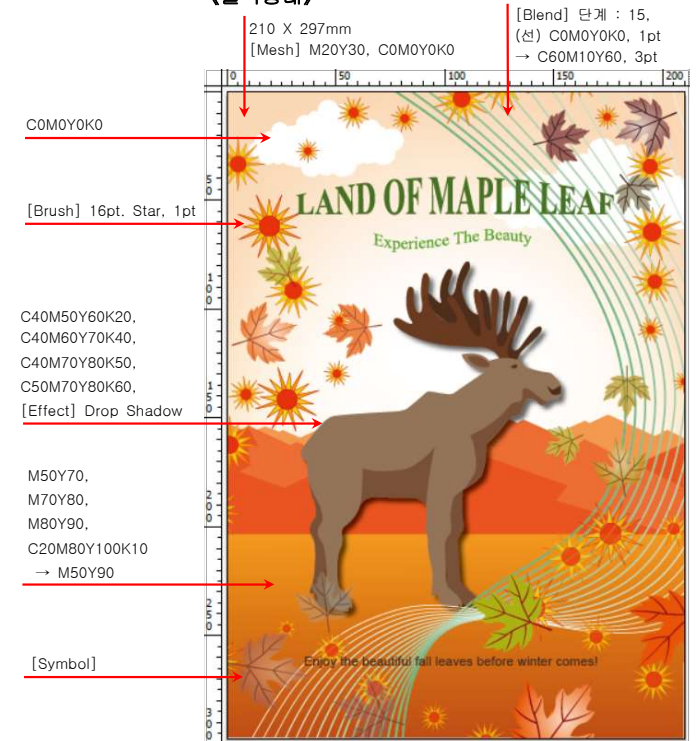 210 X 297mm
[Mesh] M20Y30, C0M0Y0K0
[Blend] 단계 : 15,
(선) C0M0Y0K0, 1pt
→ C60M10Y60, 3pt
0 50 100 150 200
C0M0Y0K0
50
[Brush] 16pt. Star, 1pt
LAND OF MAPLE LEAF
Experience The Beauty
100
C40M50Y60K20,
C40M60Y70K40,
C40M70Y80K50,
C50M70Y80K60,
[Effect] Drop Shadow
150
M50Y70,
M70Y80,
M80Y90,
C20M80Y100K10
→ M50Y90
200
250
[Symbol]
Enjoy the beautiful fall leaves before winter comes!
300